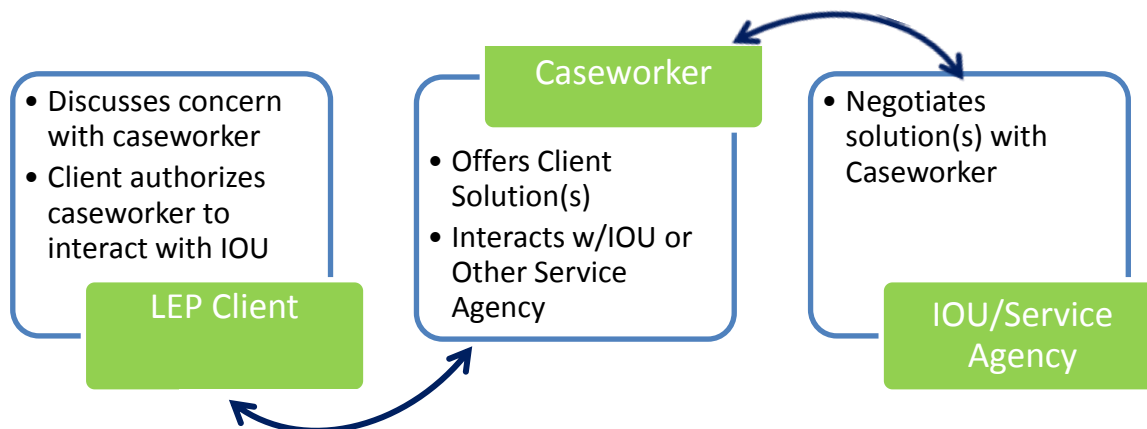 • Discusses concern
with caseworker
• Client authorizes
caseworker to
interact with IOU
LEP Client
Caseworker
• Offers Client
Solution(s)
• Interacts w/IOU or
Other Service
Agency
• Negotiates
solution(s) with
Caseworker
IOU/Service
Agency